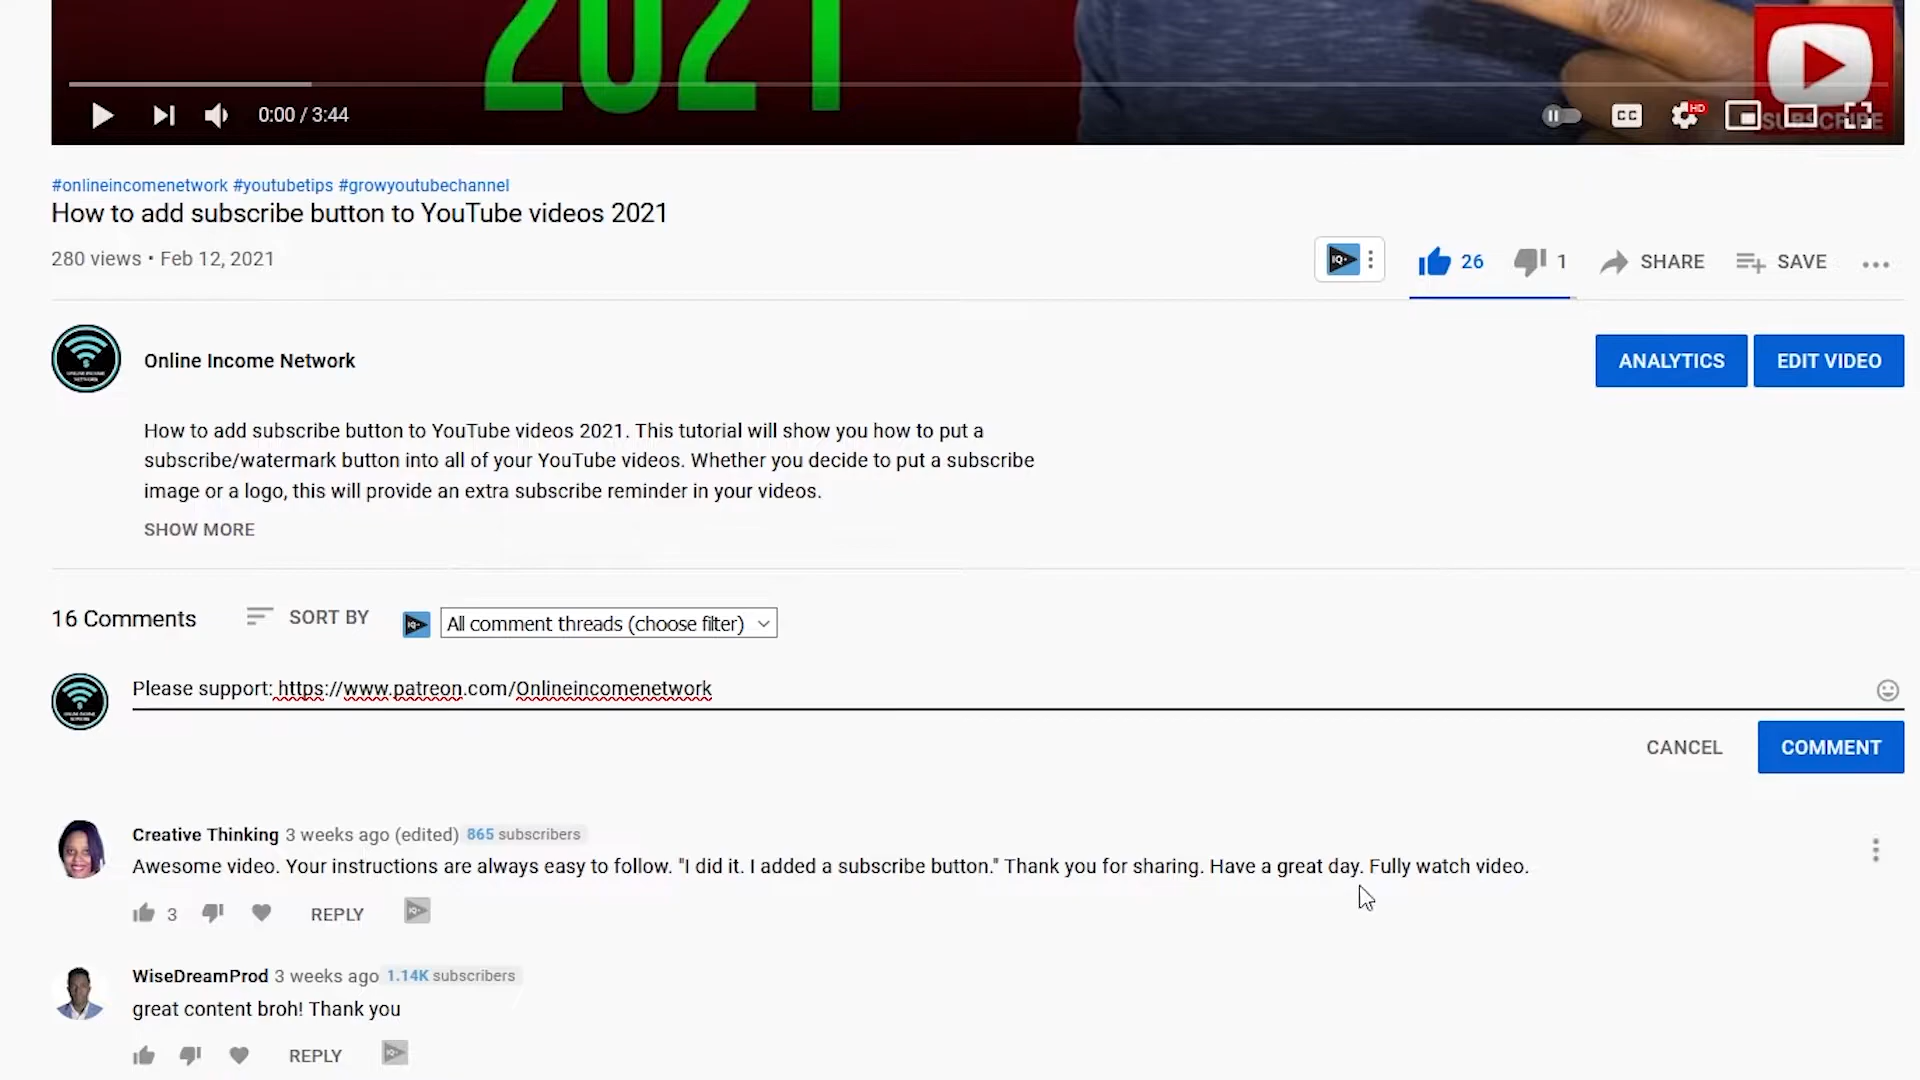 2021
0:00 / 3:44
CC
HD
SUBSCRIBE
#onlineincomenetwork #youtubetips #growyoutubechannel
How to add subscribe button to YouTube videos 2021
280 views • Feb 12, 2021
IQ
26
1
SHARE
SAVE
Online Income Network
ANALYTICS
EDIT VIDEO
How to add subscribe button to YouTube videos 2021. This tutorial will show you how to put a
subscribe/watermark button into all of your YouTube videos. Whether you decide to put a subscribe
image or a logo, this will provide an extra subscribe reminder in your videos.
SHOW MORE
16 Comments
SORT BY
IQ
All comment threads (choose filter)
Please support: https://www.patreon.com/Onlineincomenetwork
CANCEL
COMMENT
Creative Thinking 3 weeks ago (edited) 865 subscribers
Awesome video. Your instructions are always easy to follow. "I did it. I added a subscribe button." Thank you for sharing. Have a great day. Fully watch video.
3
REPLY
WiseDreamProd 3 weeks ago 1.14K subscribers
great content broh! Thank you
REPLY